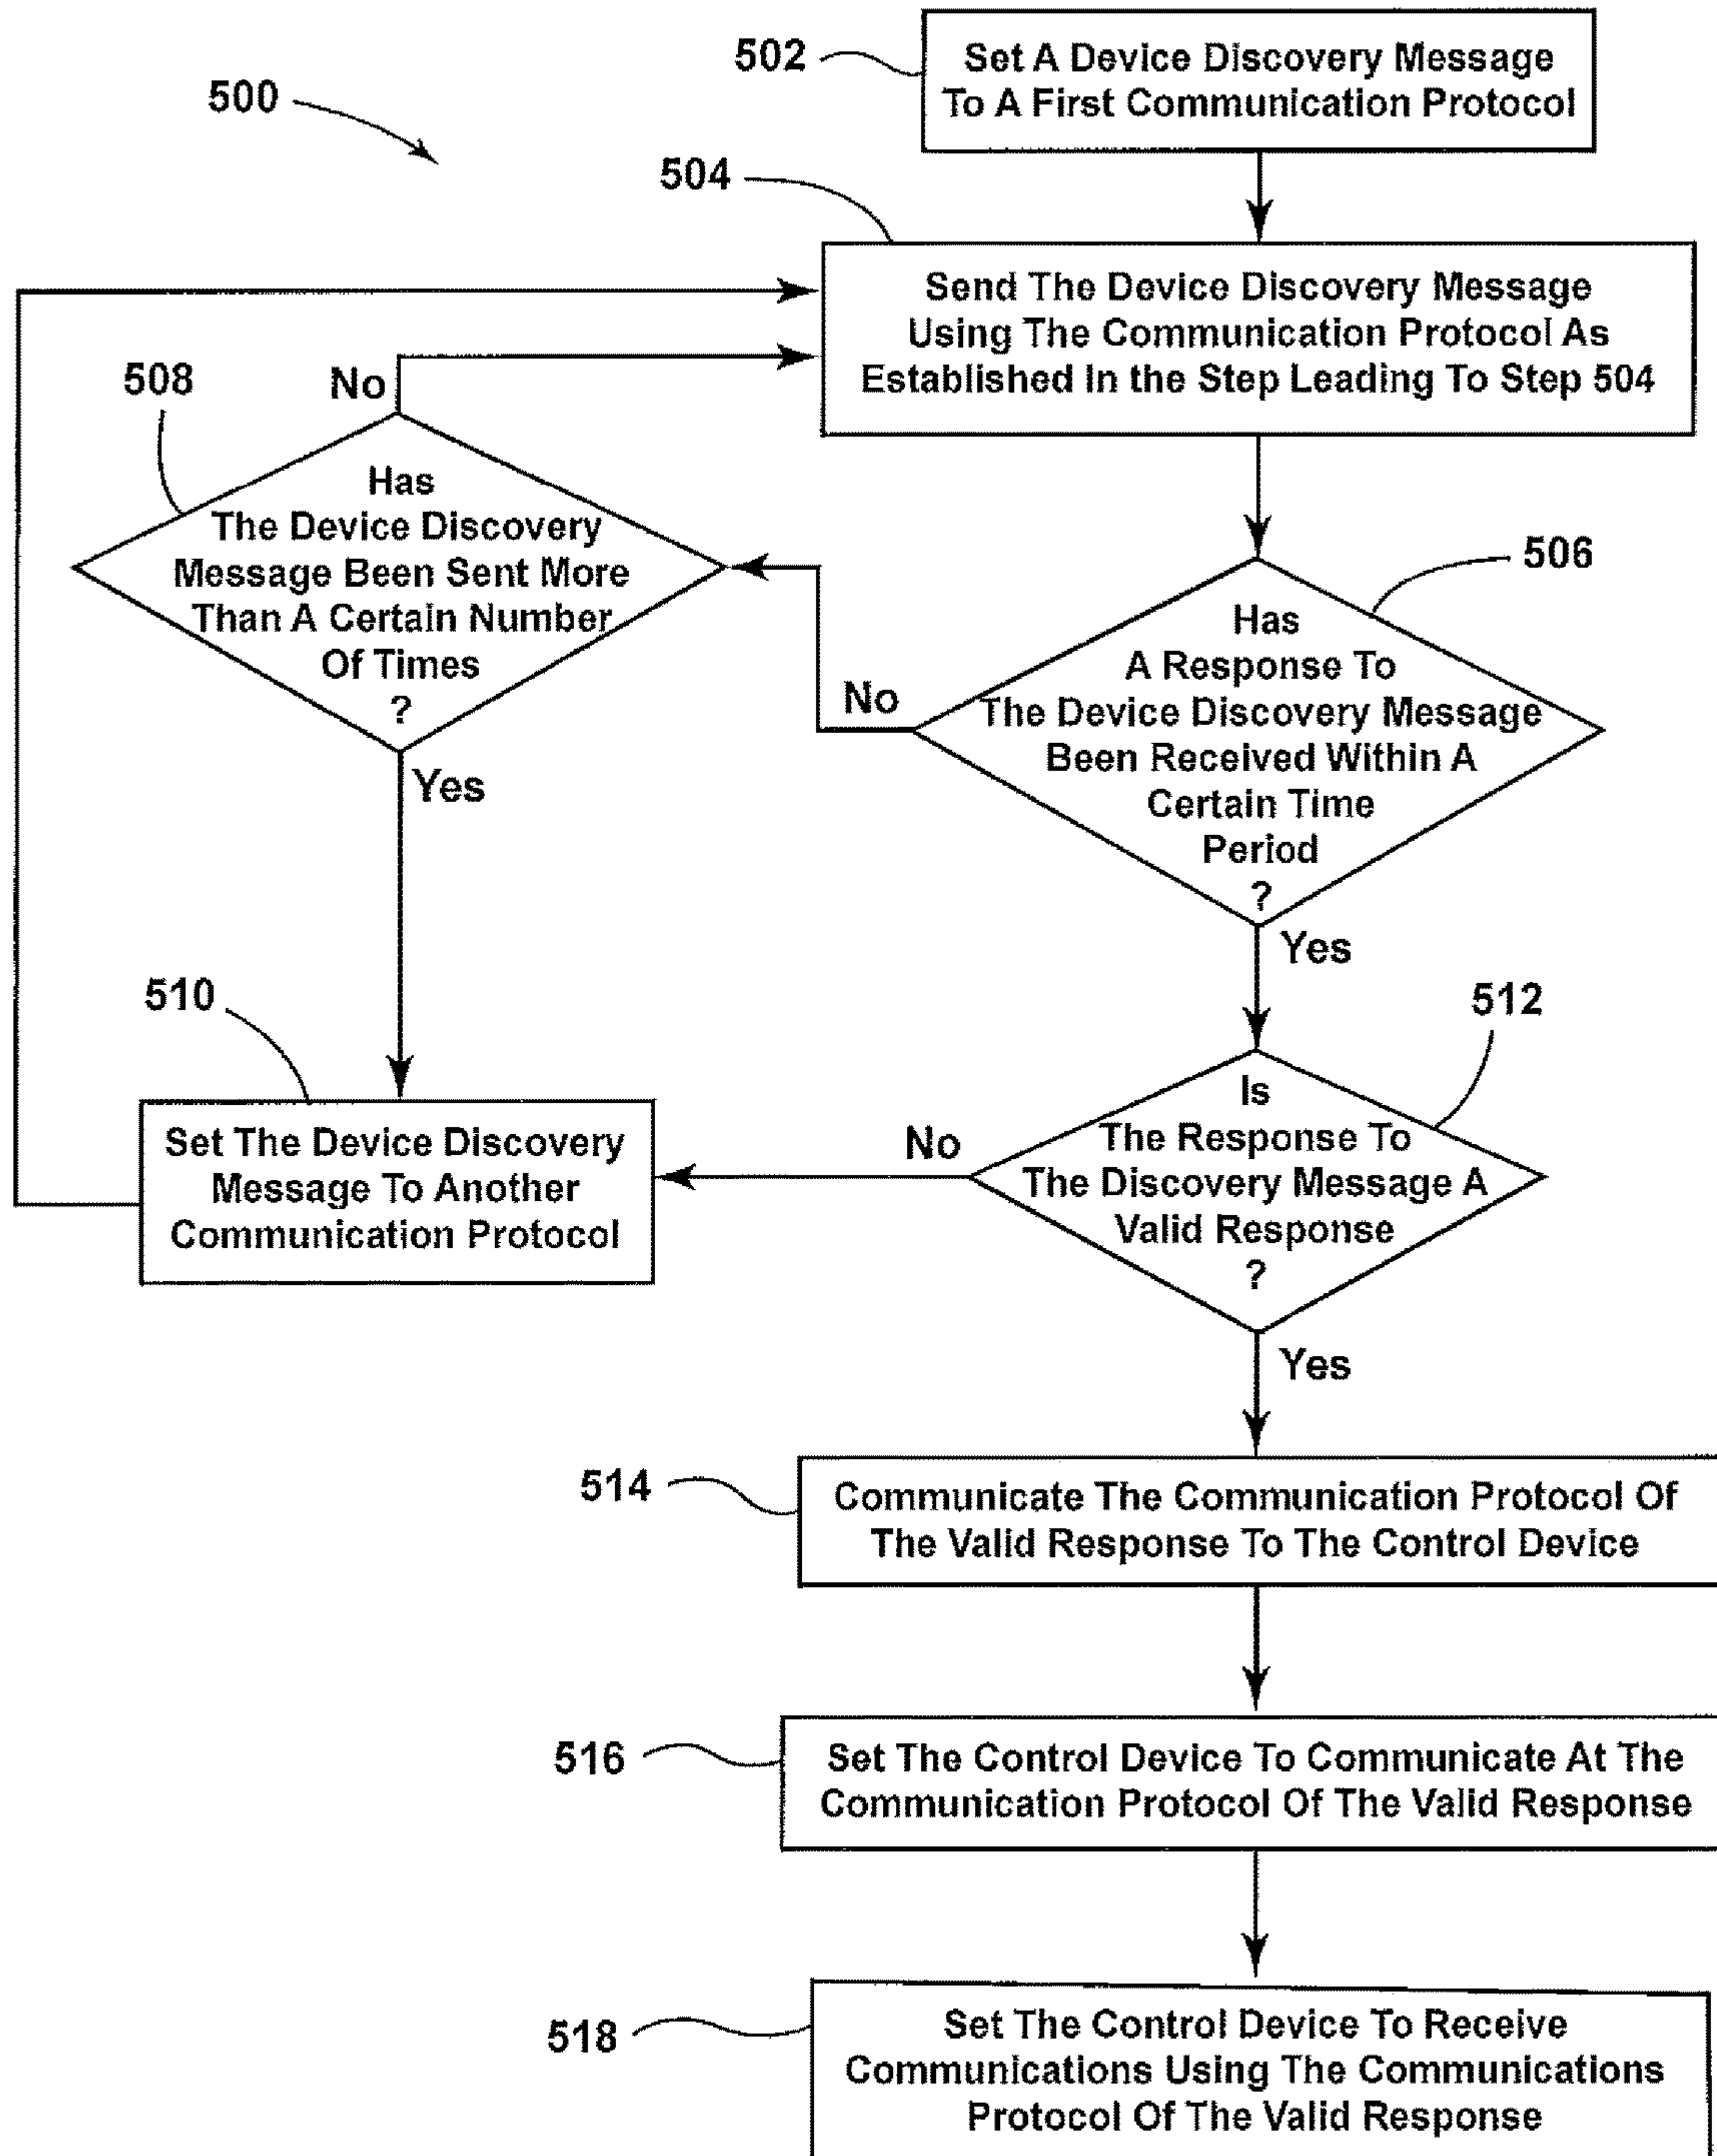 502
Set A Device Discovery Message
To A First Communication Protocol
500
504
Send The Device Discovery Message
Using The Communication Protocol As
Established In the Step Leading To Step 504
508
No
Has
The Device Discovery
Message Been Sent More
Than A Certain Number
Of Times
?
Yes
506
Has
A Response To
The Device Discovery Message
Been Received Within A
Certain Time
Period
?
No
Yes
510
Set The Device Discovery
Message To Another
Communication Protocol
512
Is
The Response To
The Discovery Message A
Valid Response
?
No
Yes
514
Communicate The Communication Protocol Of
The Valid Response To The Control Device
516
Set The Control Device To Communicate At The
Communication Protocol Of The Valid Response
518
Set The Control Device To Receive
Communications Using The Communications
Protocol Of The Valid Response